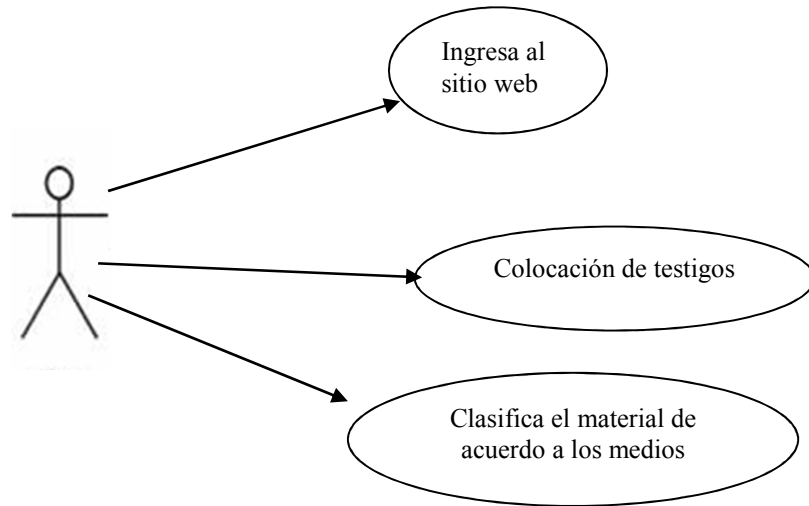 Ingresa al
sitio web
Colocación de testigos
Clasifica el material de
acuerdo a los medios